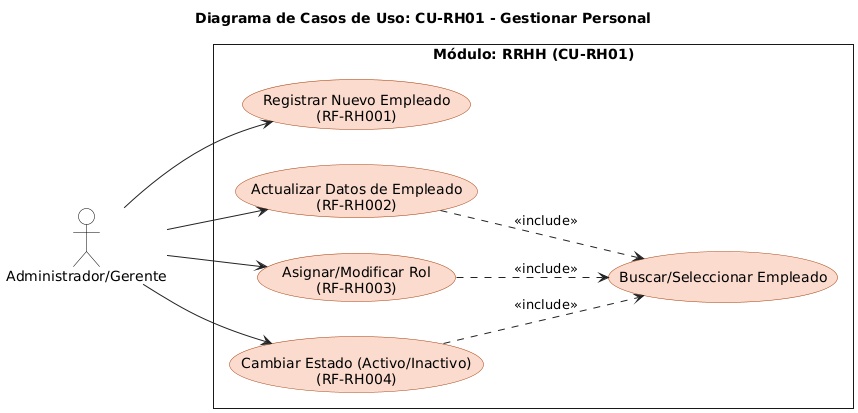 Diagrama de Casos de Uso: CU-RH01 - Gestionar Personal
Módulo: RRHH (CU-RH01)
Registrar Nuevo Empleado
(RF-RH001)
Actualizar Datos de Empleado
(RF-RH002)
«include»
Administrador/Gerente
Asignar/Modificar Rol
(RF-RH003)
«include»
Buscar/Seleccionar Empleado
«include»
Cambiar Estado (Activo/Inactivo)
(RF-RH004)